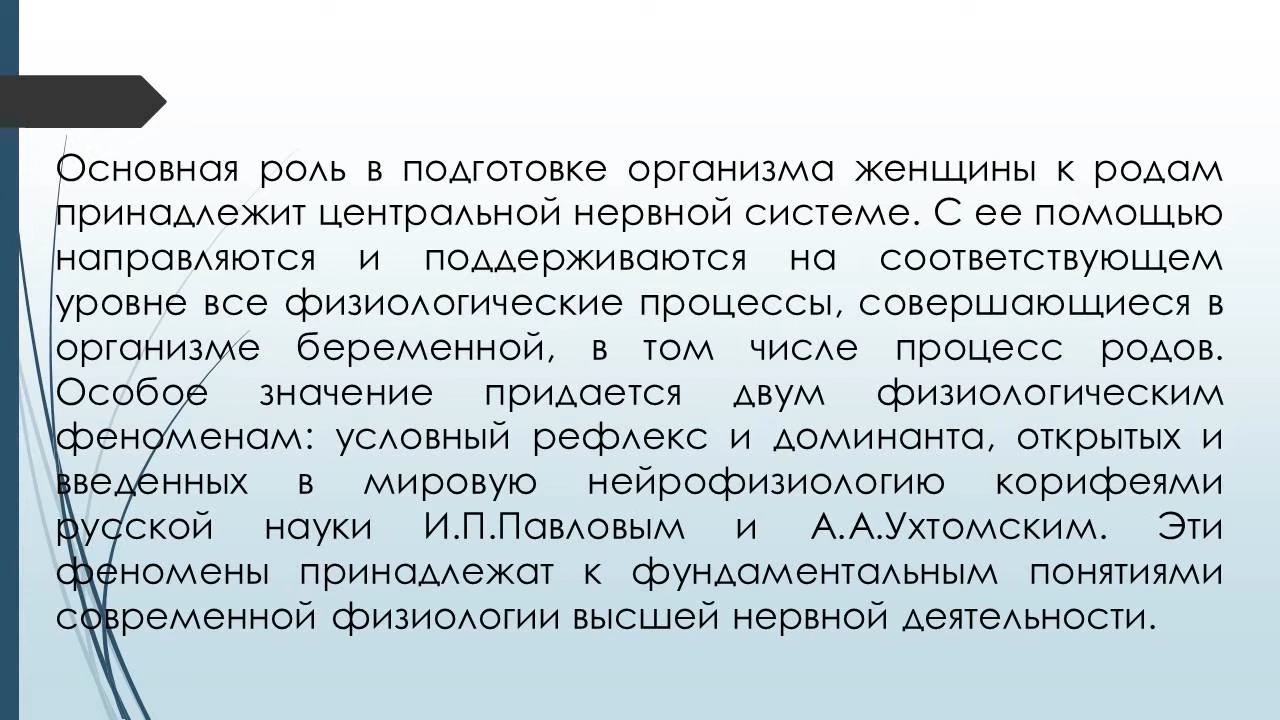 Основная роль в подготовке организма женщины к родам
принадлежит центральной нервной системе. С ее помощью
направляются и поддерживаются на соответствующем
уровне все физиологические процессы, совершающиеся в
организме беременной, в том числе процесс родов.
Особое значение придается двум физиологическим
феноменам: условный рефлекс и доминанта, открытых и
введенных в мировую нейрофизиологию корифеями
русской науки И.П.Павловым и А.А.Ухтомским. Эти
феномены принадлежат к фундаментальным понятиями
современной физиологии высшей нервной деятельности.